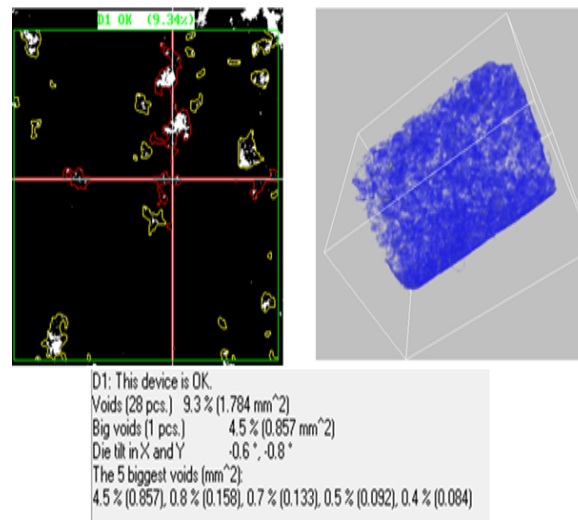 D1 OK (9.34%)
D1: This device is OK.
Voids (28 pcs.) 9.3 % (1.784 mm^2)
Big voids (1 pcs.) 4.5 % (0.857 mm^2)
Die tilt in X and Y -0.6 °, -0.8 °
The 5 biggest voids (mm^2):
4.5 % (0.857), 0.8 % (0.158), 0.7 % (0.133), 0.5 % (0.092), 0.4 % (0.084)